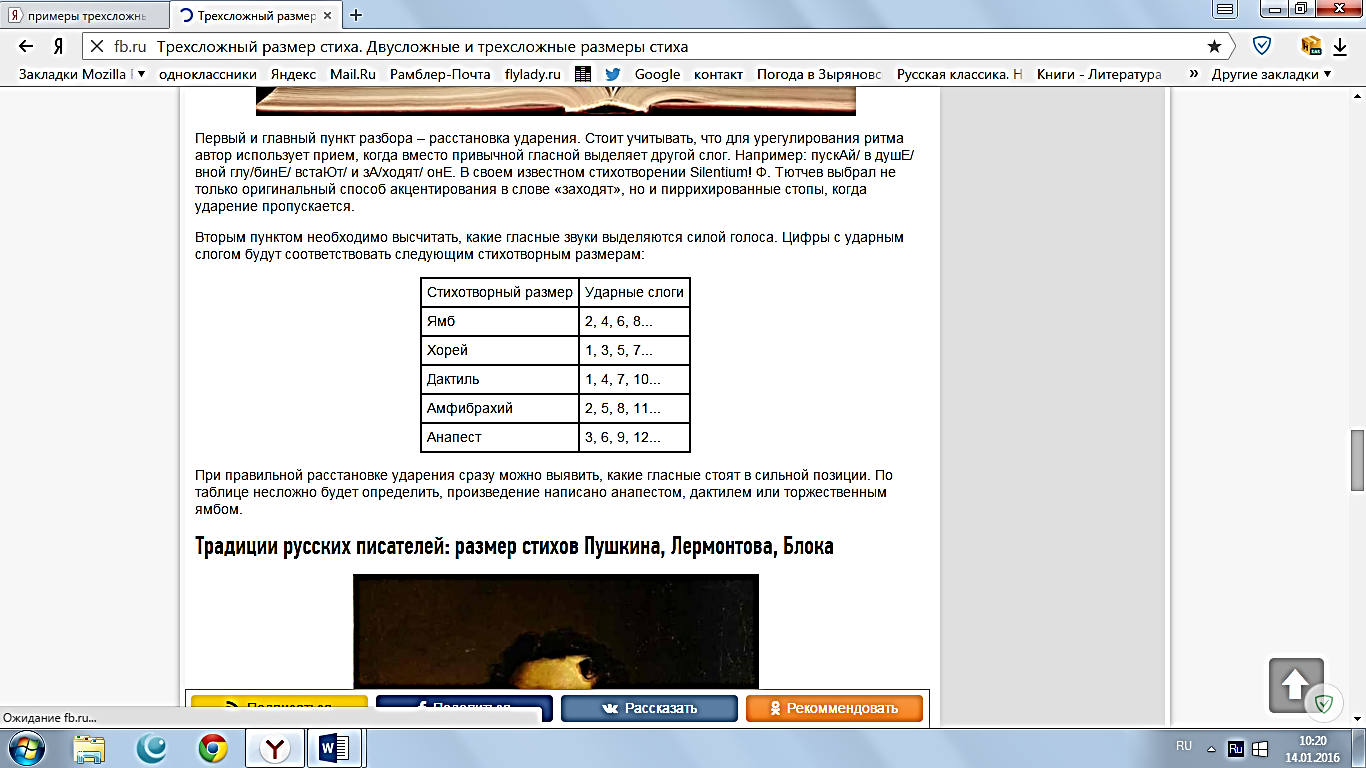 примеры трехсложны
Трехсложный размер
fb.ru Трехсложный размер стиха. Двусложные и трехсложные размеры стиха
Закладки Mozilla F одноклассники Яндекс Mail.Ru Рамблер-Почта flylady.ru Google контакт Погода в Зыряновс Русская классика. Н Книги - Литература » Другие закладки
Первый и главный пункт разбора – расстановка ударения. Стоит учитывать, что для урегулирования ритма
автор использует прием, когда вместо привычной гласной выделяет другой слог. Например: пускАй/ в душЕ/
вной глу/бинЕ/ встаЮт/ и зА/ходят/ онЕ. В своем известном стихотворении Silentium! Ф. Тютчев выбрал не
только оригинальный способ акцентирования в слове «заходят», но и пиррихированные стопы, когда
ударение пропускается.
Вторым пунктом необходимо высчитать, какие гласные звуки выделяются силой голоса. Цифры с ударным
слогом будут соответствовать следующим стихотворным размерам:
Стихотворный размер Ударные слоги
Ямб 2, 4, 6, 8...
Хорей 1, 3, 5, 7...
Дактиль 1, 4, 7, 10...
Амфибрахий 2, 5, 8, 11...
Анапест 3, 6, 9, 12...
При правильной расстановке ударения сразу можно выявить, какие гласные стоят в сильной позиции. По
таблице несложно будет определить, произведение написано анапестом, дактилем или торжественным
ямбом.
Традиции русских писателей: размер стихов Пушкина, Лермонтова, Блока
Подписаться Поделиться Рассказать Рекоммендовать
Ожидание fb.ru...
RU Ru 10:20
14.01.2016